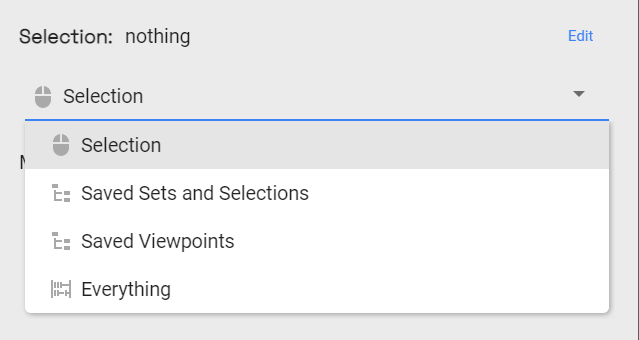 Selection: nothing
Edit
Selection
Selection
Saved Sets and Selections
Saved Viewpoints
Everything